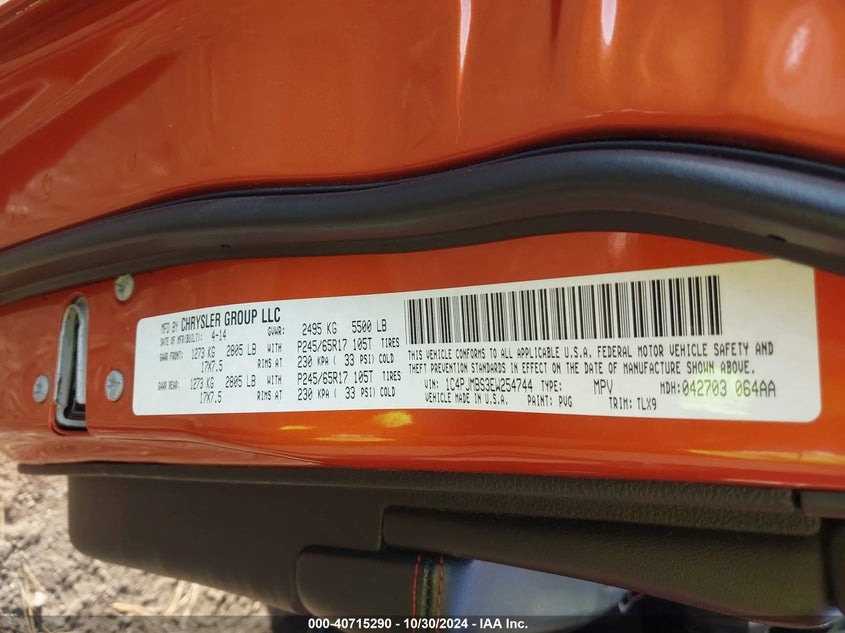 MFD BY CHRYSLER GROUP LLC
DATE OF MFR(BUILT): 4-14 GVWR: 2495 KG 5500 LB
GAWR FRONT: 1273 KG 2805 LB WITH P245/65R17 105T TIRES
17X7.5 RIMS AT 230 KPA ( 33 PSI) COLD
GAWR REAR: 1273 KG 2805 LB WITH P245/65R17 105T TIRES
17X7.5 RIMS AT 230 KPA ( 33 PSI) COLD
THIS VEHICLE CONFORMS TO ALL APPLICABLE U.S.A. FEDERAL MOTOR VEHICLE SAFETY AND
THEFT PREVENTION STANDARDS IN EFFECT ON THE DATE OF MANUFACTURE SHOWN ABOVE.
VIN: 1C4PJMBS3EW254744 TYPE: MPV MDH: 042703 064AA
VEHICLE MADE IN U.S.A. PAINT: PVG TRIM: TLX9
000-40715290 - 10/30/2024 - IAA Inc.